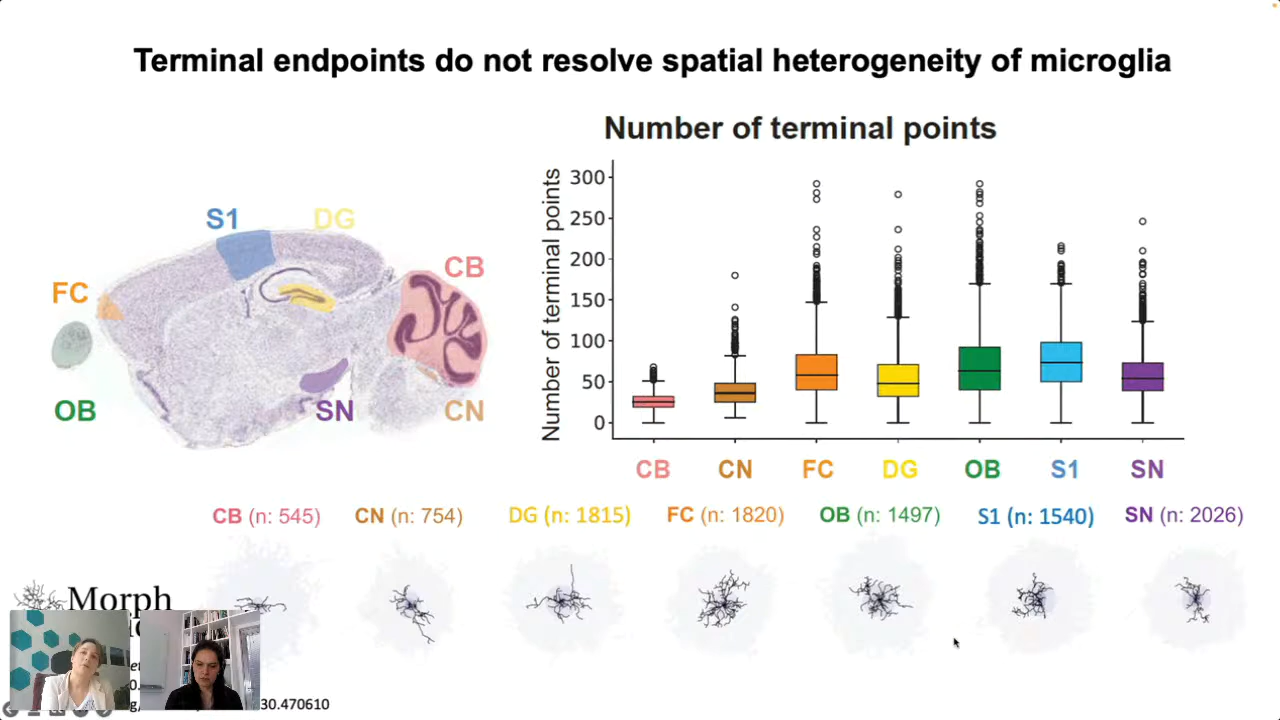 Terminal endpoints do not resolve spatial heterogeneity of microglia
Number of terminal points
Number of terminal points
300
250
200
150
100
50
0
CB CN FC DG OB S1 SN
S1 DG
CB
FC
OB SN CN
CB (n: 545) CN (n: 754) DG (n: 1815) FC (n: 1820) OB (n: 1497) S1 (n: 1540) SN (n: 2026)
Morph
30.470610